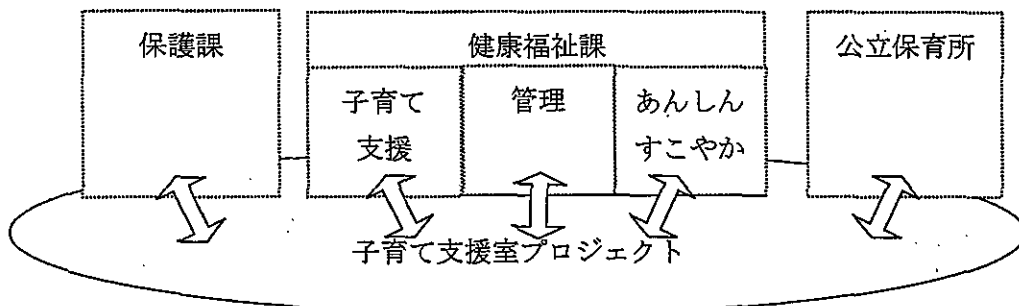 保護課
健康福祉課
公立保育所
子育て
支援
管理
あんしん
すこやか
子育て支援室プロジェクト